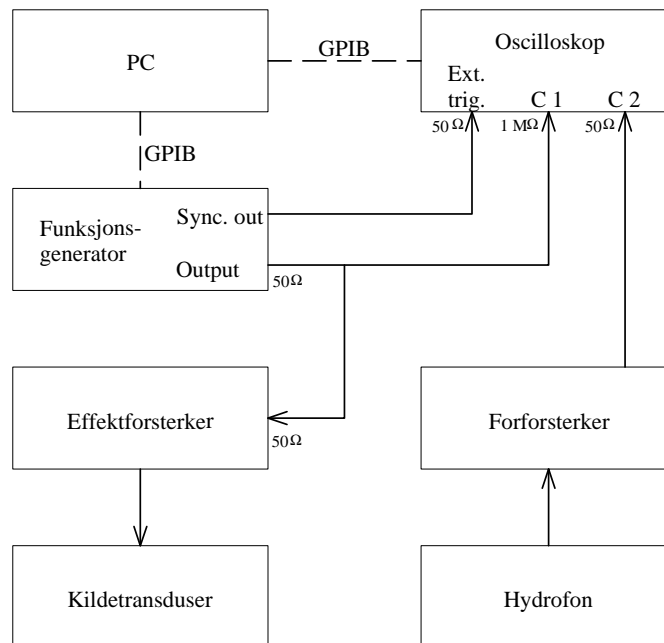 PC
GPIB
Oscilloskop
Ext.
trig.
C 1
C 2
50Ω
1 MΩ
50Ω
GPIB
Funksjons-
generator
Sync. out
Output
50Ω
Effektforsterker
50Ω
Forforsterker
Kildetransduser
Hydrofon